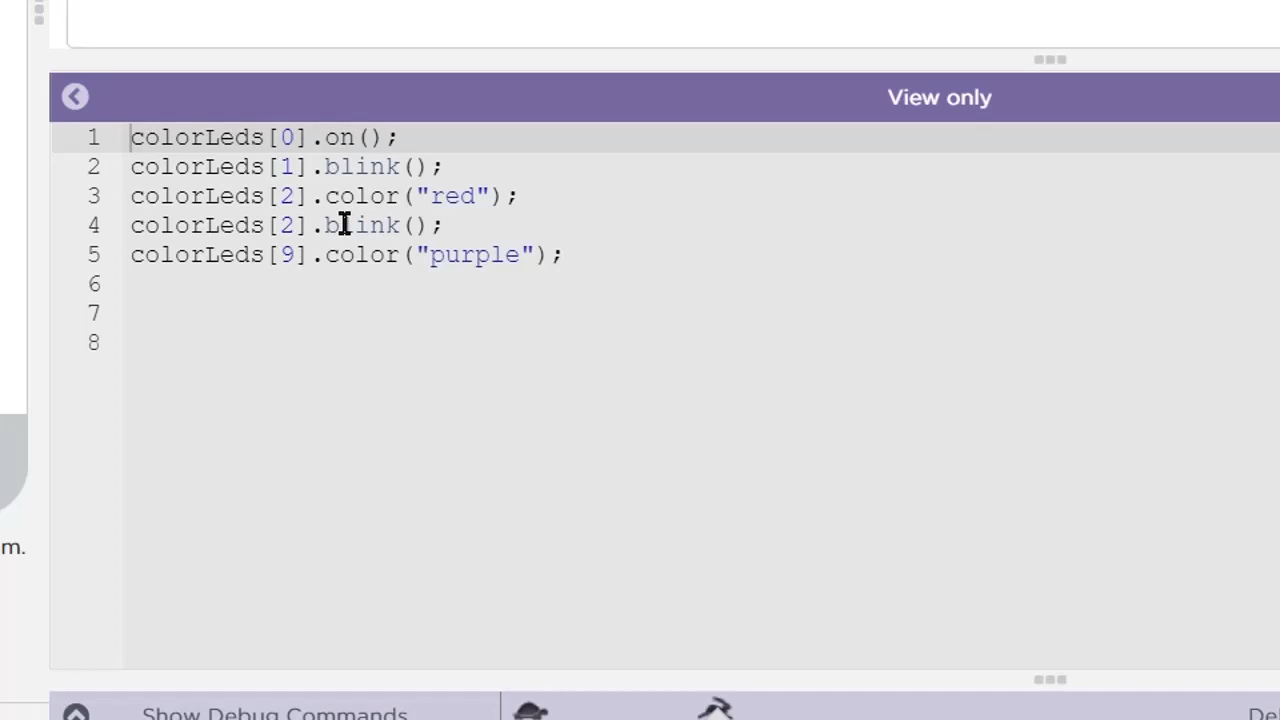 View only
1 colorLeds[0].on();
2 colorLeds[1].blink();
3 colorLeds[2].color("red");
4 colorLeds[2].blink();
5 colorLeds[9].color("purple");
6
7
8
m.
Show Debug Commands